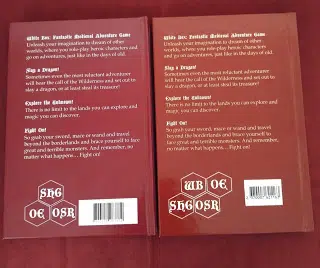 White Box: Fantastic Medieval Adventure Game
Unleash your imagination to dream of other
worlds, where you role-play heroic characters
and go on adventures, just like in the days of old.
Slay a Dragon!
Sometimes even the most reluctant adventurer
will hear the call of the Wilderness and set out to
slay a dragon, or at least steal its treasure!
Explore the Unknown!
There is no limit to the lands you can explore and
magic you can discover.
Fight On!
So grab your sword, mace or wand and travel
beyond the borderlands and brace yourself to face
great and terrible monsters. And remember, no
matter what happens… Fight on!
SHG
OE
OSR
White Box: Fantastic Medieval Adventure Game
Unleash your imagination to dream of other
worlds, where you role-play heroic characters
and go on adventures, just like in the days of old.
Slay a Dragon!
Sometimes even the most reluctant adventurer
will hear the call of the Wilderness and set out to
slay a dragon, or at least steal its treasure!
Explore the Unknown!
There is no limit to the lands you can explore and
magic you can discover.
Fight On!
So grab your sword, mace or wand and travel
beyond the borderlands and brace yourself to face
great and terrible monsters. And remember, no
matter what happens… Fight on!
WB
OE
SHG
OSR